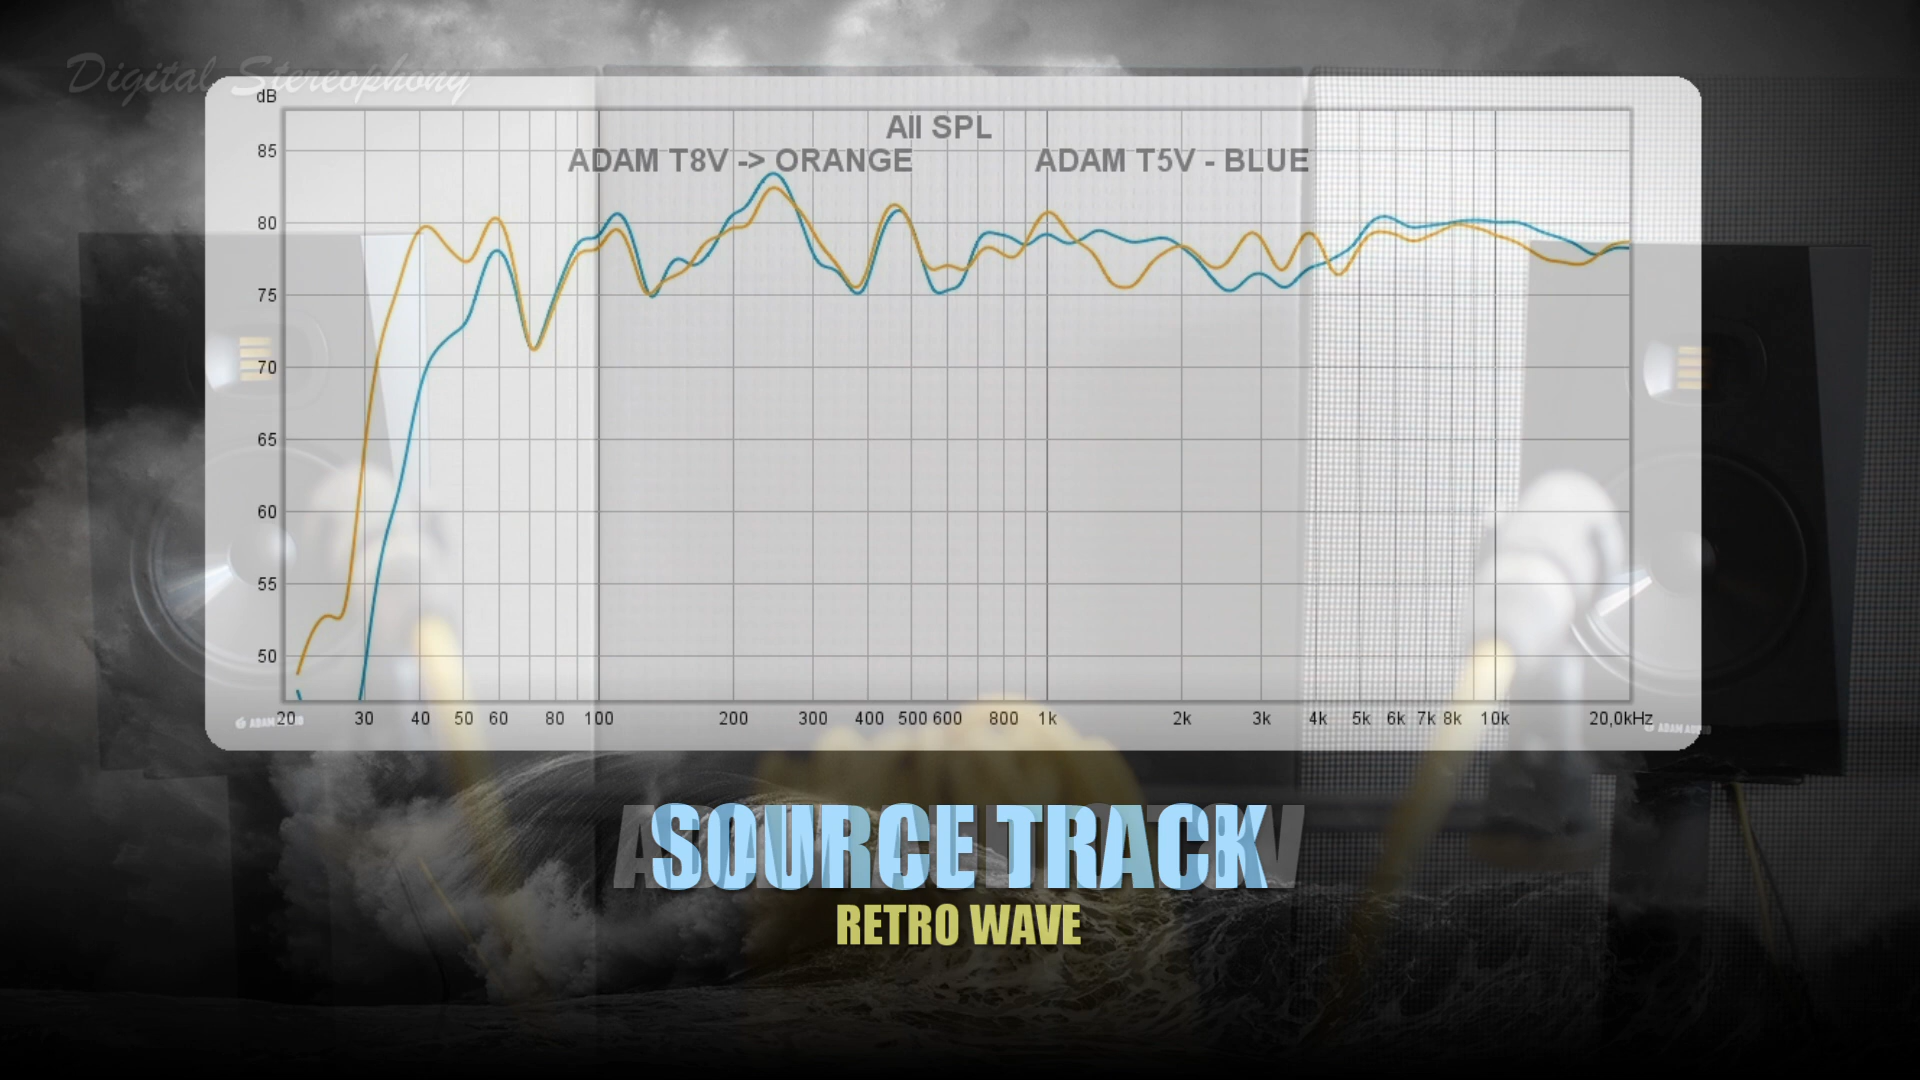 Digital Stereophony
dB
All SPL
ADAM T8V -> ORANGE ADAM T5V - BLUE
85
80
75
70
65
60
55
50
20 30 40 50 60 80 100 200 300 400 500 600 800 1k 2k 3k 4k 5k 6k 7k 8k 10k 20,0kHz
ADAM AUDIO
SOURCE TRACK
RETRO WAVE